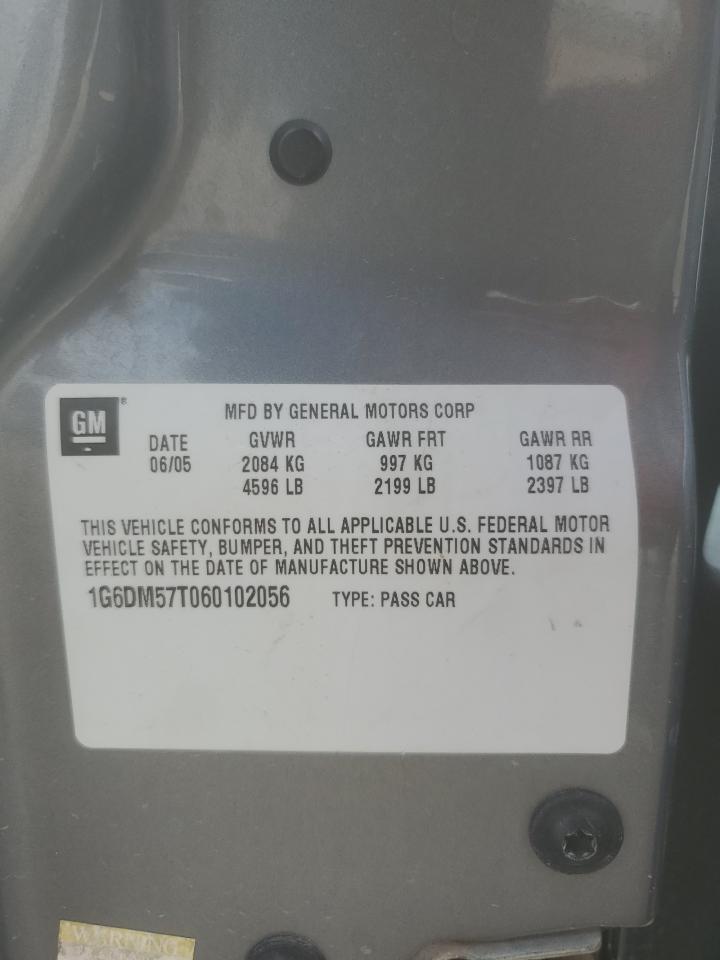 GM®
MFD BY GENERAL MOTORS CORP
DATE GVWR GAWR FRT GAWR RR
06/05 2084 KG 997 KG 1087 KG
4596 LB 2199 LB 2397 LB
THIS VEHICLE CONFORMS TO ALL APPLICABLE U.S. FEDERAL MOTOR
VEHICLE SAFETY, BUMPER, AND THEFT PREVENTION STANDARDS IN
EFFECT ON THE DATE OF MANUFACTURE SHOWN ABOVE.
1G6DM57T060102056 TYPE: PASS CAR
WARNING